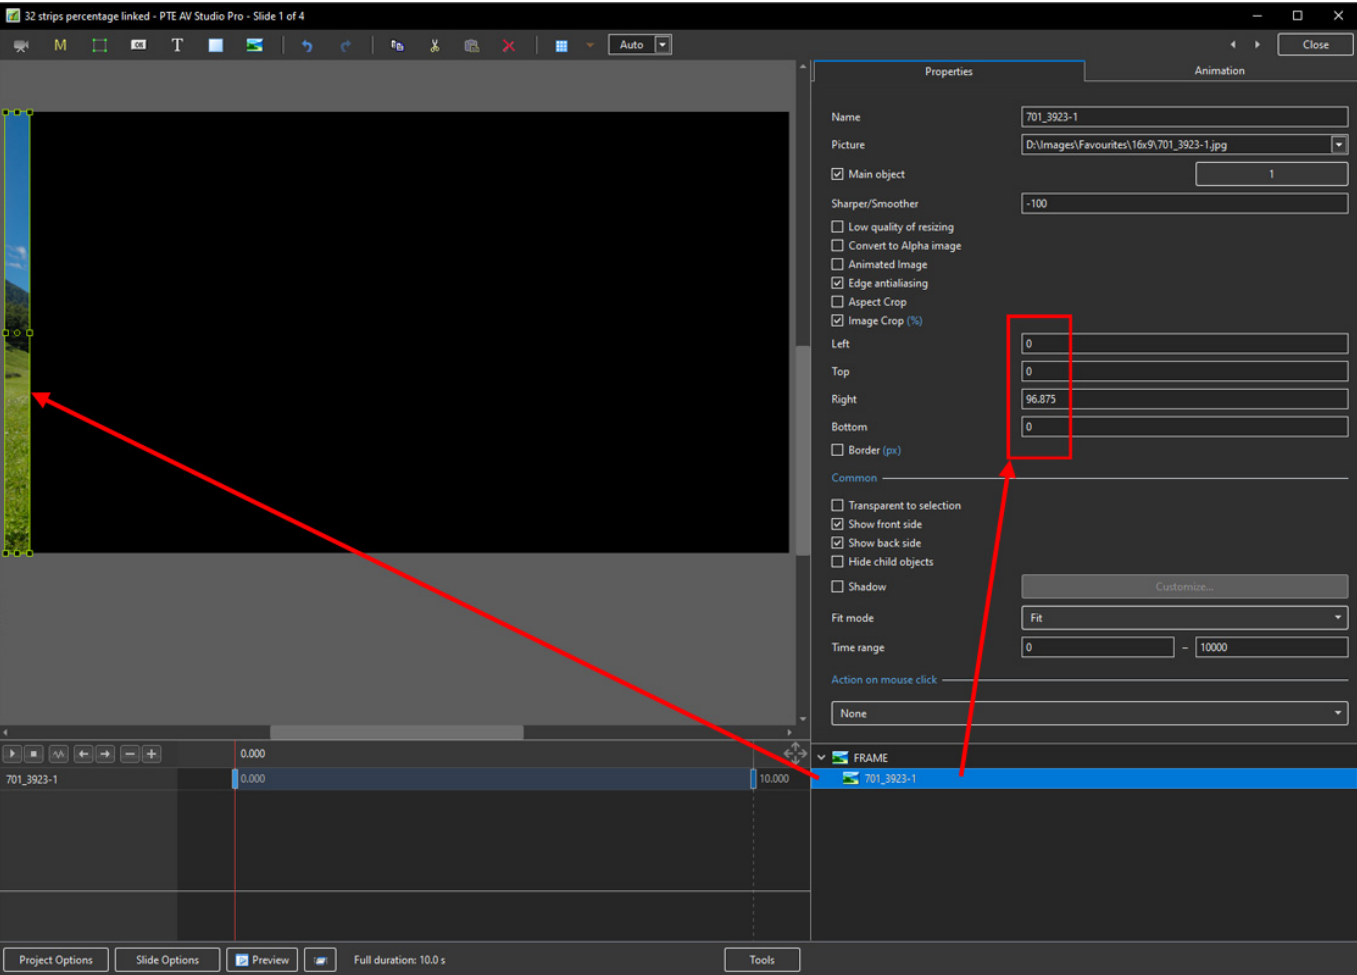 32 strips percentage linked - PTE AV Studio Pro - Slide 1 of 4
M
OK
T
Auto
Close
Properties
Animation
Name
701_3923-1
Picture
D:\Images\Favourites\16x9\701_3923-1.jpg
Main object
1
Sharper/Smoother
-100
Low quality of resizing
Convert to Alpha image
Animated Image
Edge antialiasing
Aspect Crop
Image Crop (%)
Left
0
Top
0
Right
96.875
Bottom
0
Border (px)
Common
Transparent to selection
Show front side
Show back side
Hide child objects
Shadow
Customize...
Fit mode
Fit
Time range
0
–
10000
Action on mouse click
None
0.000
FRAME
701_3923-1
0.000
10.000
701_3923-1
Project Options
Slide Options
Preview
Full duration: 10.0 s
Tools